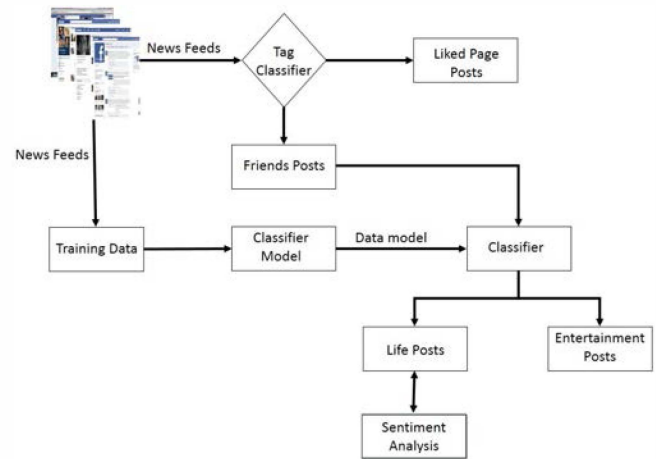 News Feeds
Tag
Classifier
Liked Page
Posts
News Feeds
Friends Posts
Training Data
Classifier
Model
Data model
Classifier
Life Posts
Entertainment
Posts
Sentiment
Analysis